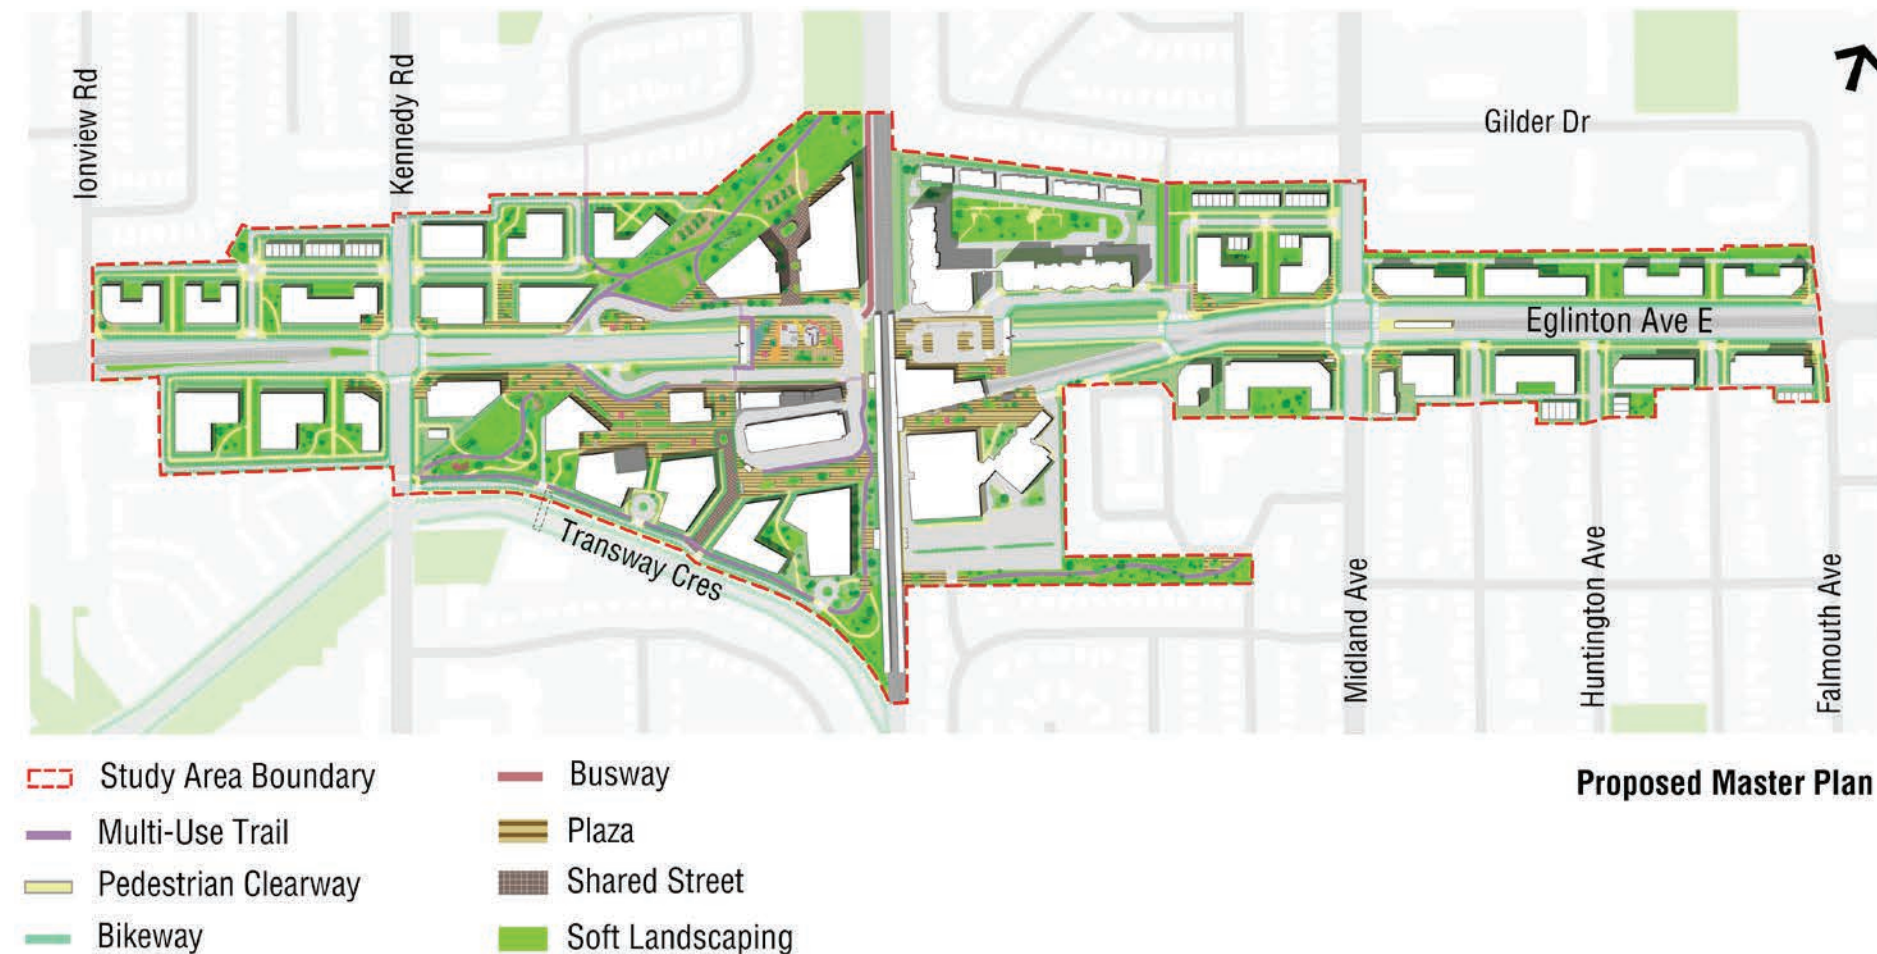 Ionview Rd
Kennedy Rd
Gilder Dr
Eglinton Ave E
Transway Cres
Midland Ave
Huntington Ave
Falmouth Ave
Study Area Boundary
Multi-Use Trail
Pedestrian Clearway
Bikeway
Busway
Plaza
Shared Street
Soft Landscaping
Proposed Master Plan